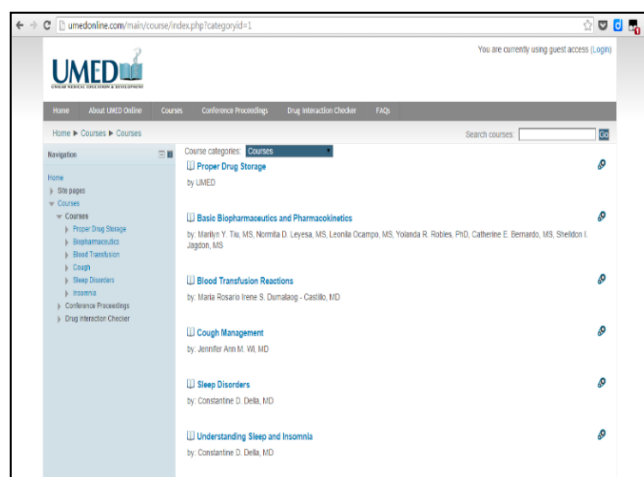 umedonline.com/main/course/index.php?categoryid=1
You are currently using guest access (Login)
UMED
UNILAB MEDICAL EDUCATION & DEVELOPMENT
Home About UMED Online Courses Conference Proceedings Drug Interaction Checker FAQs
Home ► Courses ► Courses
Search courses: Go
Navigation
Home
Site pages
Courses
Courses
Proper Drug Storage
Biopharmaceutics
Blood Transfusion
Cough
Sleep Disorders
Insomnia
Conference Proceedings
Drug Interaction Checker
Course categories: Courses
Proper Drug Storage
by UMED
Basic Biopharmaceutics and Pharmacokinetics
by: Marilyn Y. Tiu, MS, Normita D. Leyesa, MS, Leonila Ocampo, MS, Yolanda R. Robles, PhD, Catherine E. Bernardo, MS, Shelldon I.
Jagdon, MS
Blood Transfusion Reactions
by: Maria Rosario Irene S. Dumalaog - Castillo, MD
Cough Management
by: Jennifer Ann M. Wi, MD
Sleep Disorders
by: Constantine D. Della, MD
Understanding Sleep and Insomnia
by: Constantine D. Della, MD